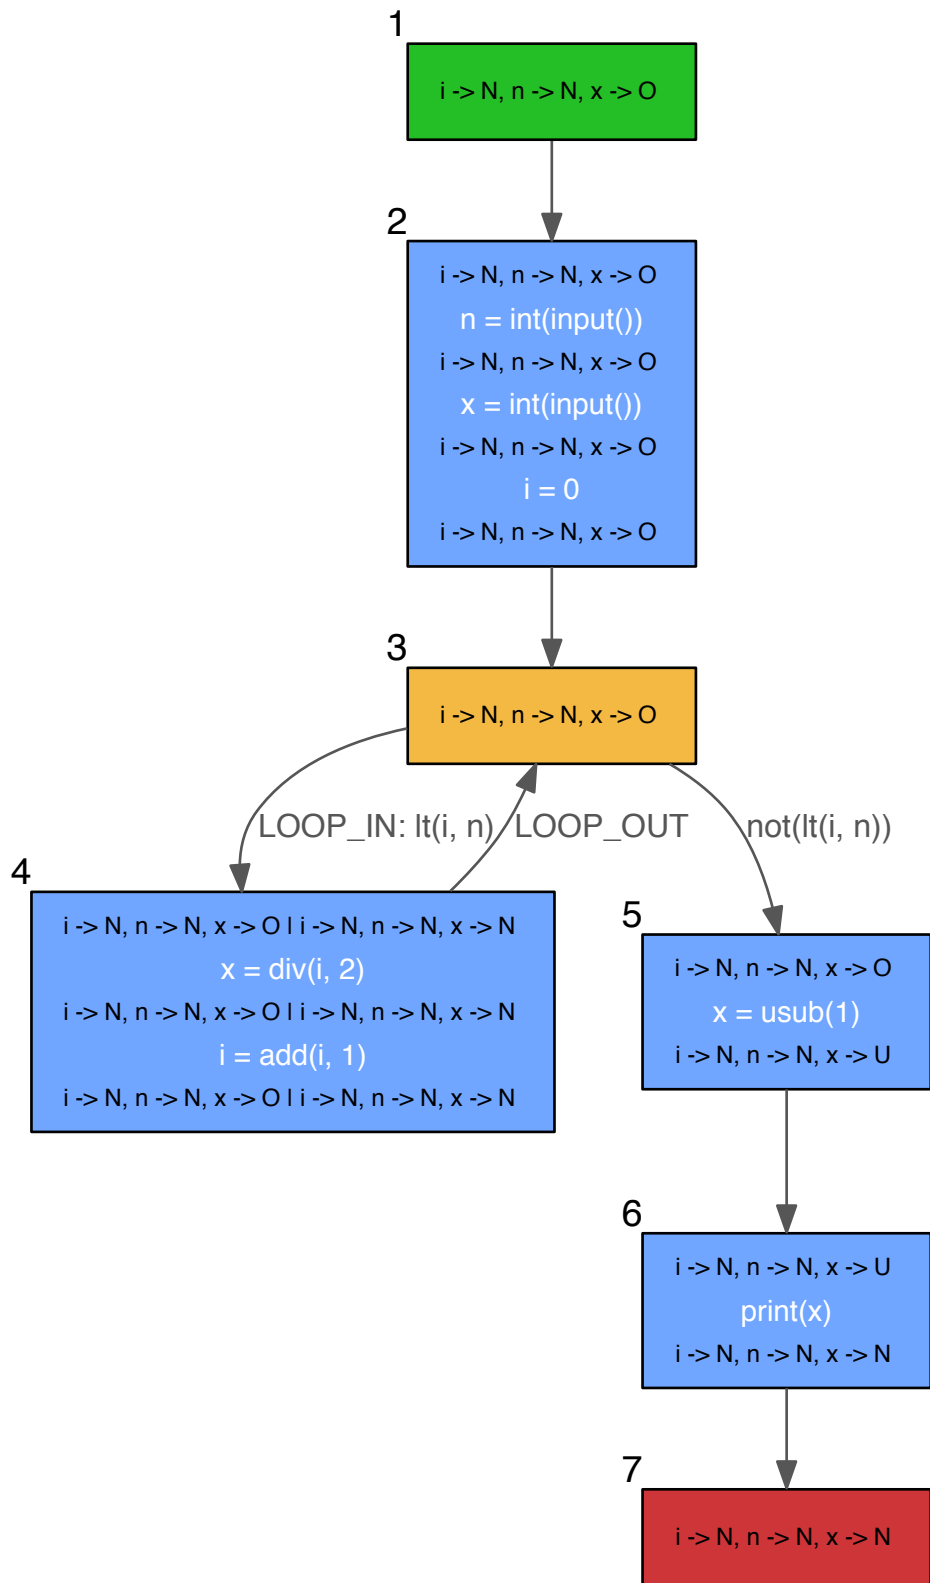 1
i -> N, n -> N, x -> O
2
i -> N, n -> N, x -> O
n = int(input())
i -> N, n -> N, x -> O
x = int(input())
i -> N, n -> N, x -> O
i = 0
i -> N, n -> N, x -> O
3
i -> N, n -> N, x -> O
LOOP_IN: lt(i, n)
LOOP_OUT
not(lt(i, n))
4
i -> N, n -> N, x -> O | i -> N, n -> N, x -> N
x = div(i, 2)
i -> N, n -> N, x -> O | i -> N, n -> N, x -> N
i = add(i, 1)
i -> N, n -> N, x -> O | i -> N, n -> N, x -> N
5
i -> N, n -> N, x -> O
x = usub(1)
i -> N, n -> N, x -> U
6
i -> N, n -> N, x -> U
print(x)
i -> N, n -> N, x -> N
7
i -> N, n -> N, x -> N